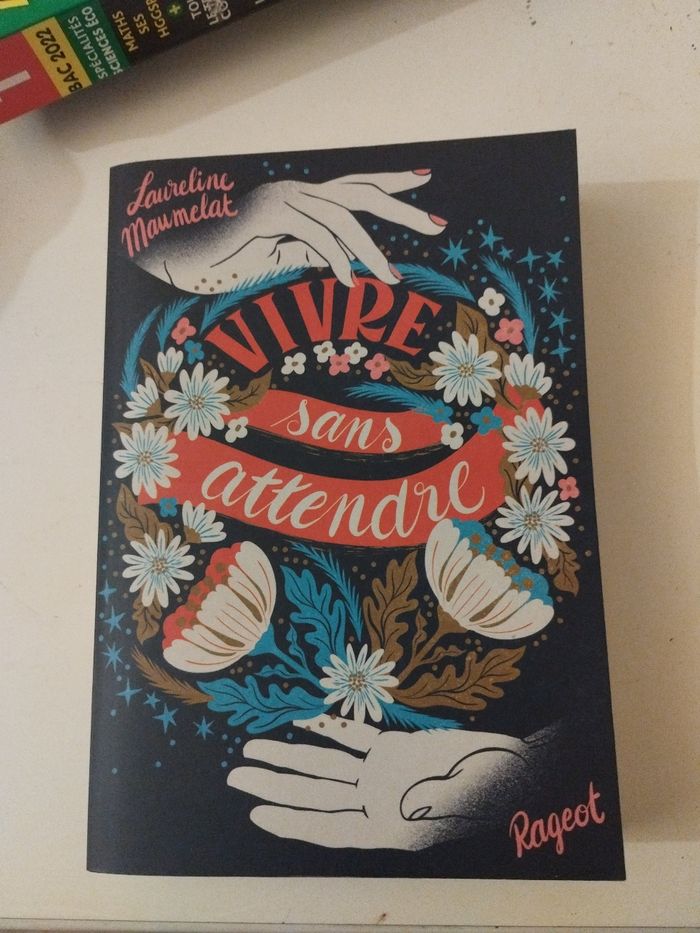 BAC 2022
SPÉCIALITÉS
SCIENCES ÉCO
MATHS
SES
HGGSP
+
Laureline
Maumelat
VIVRE
sans
attendre
Rageot